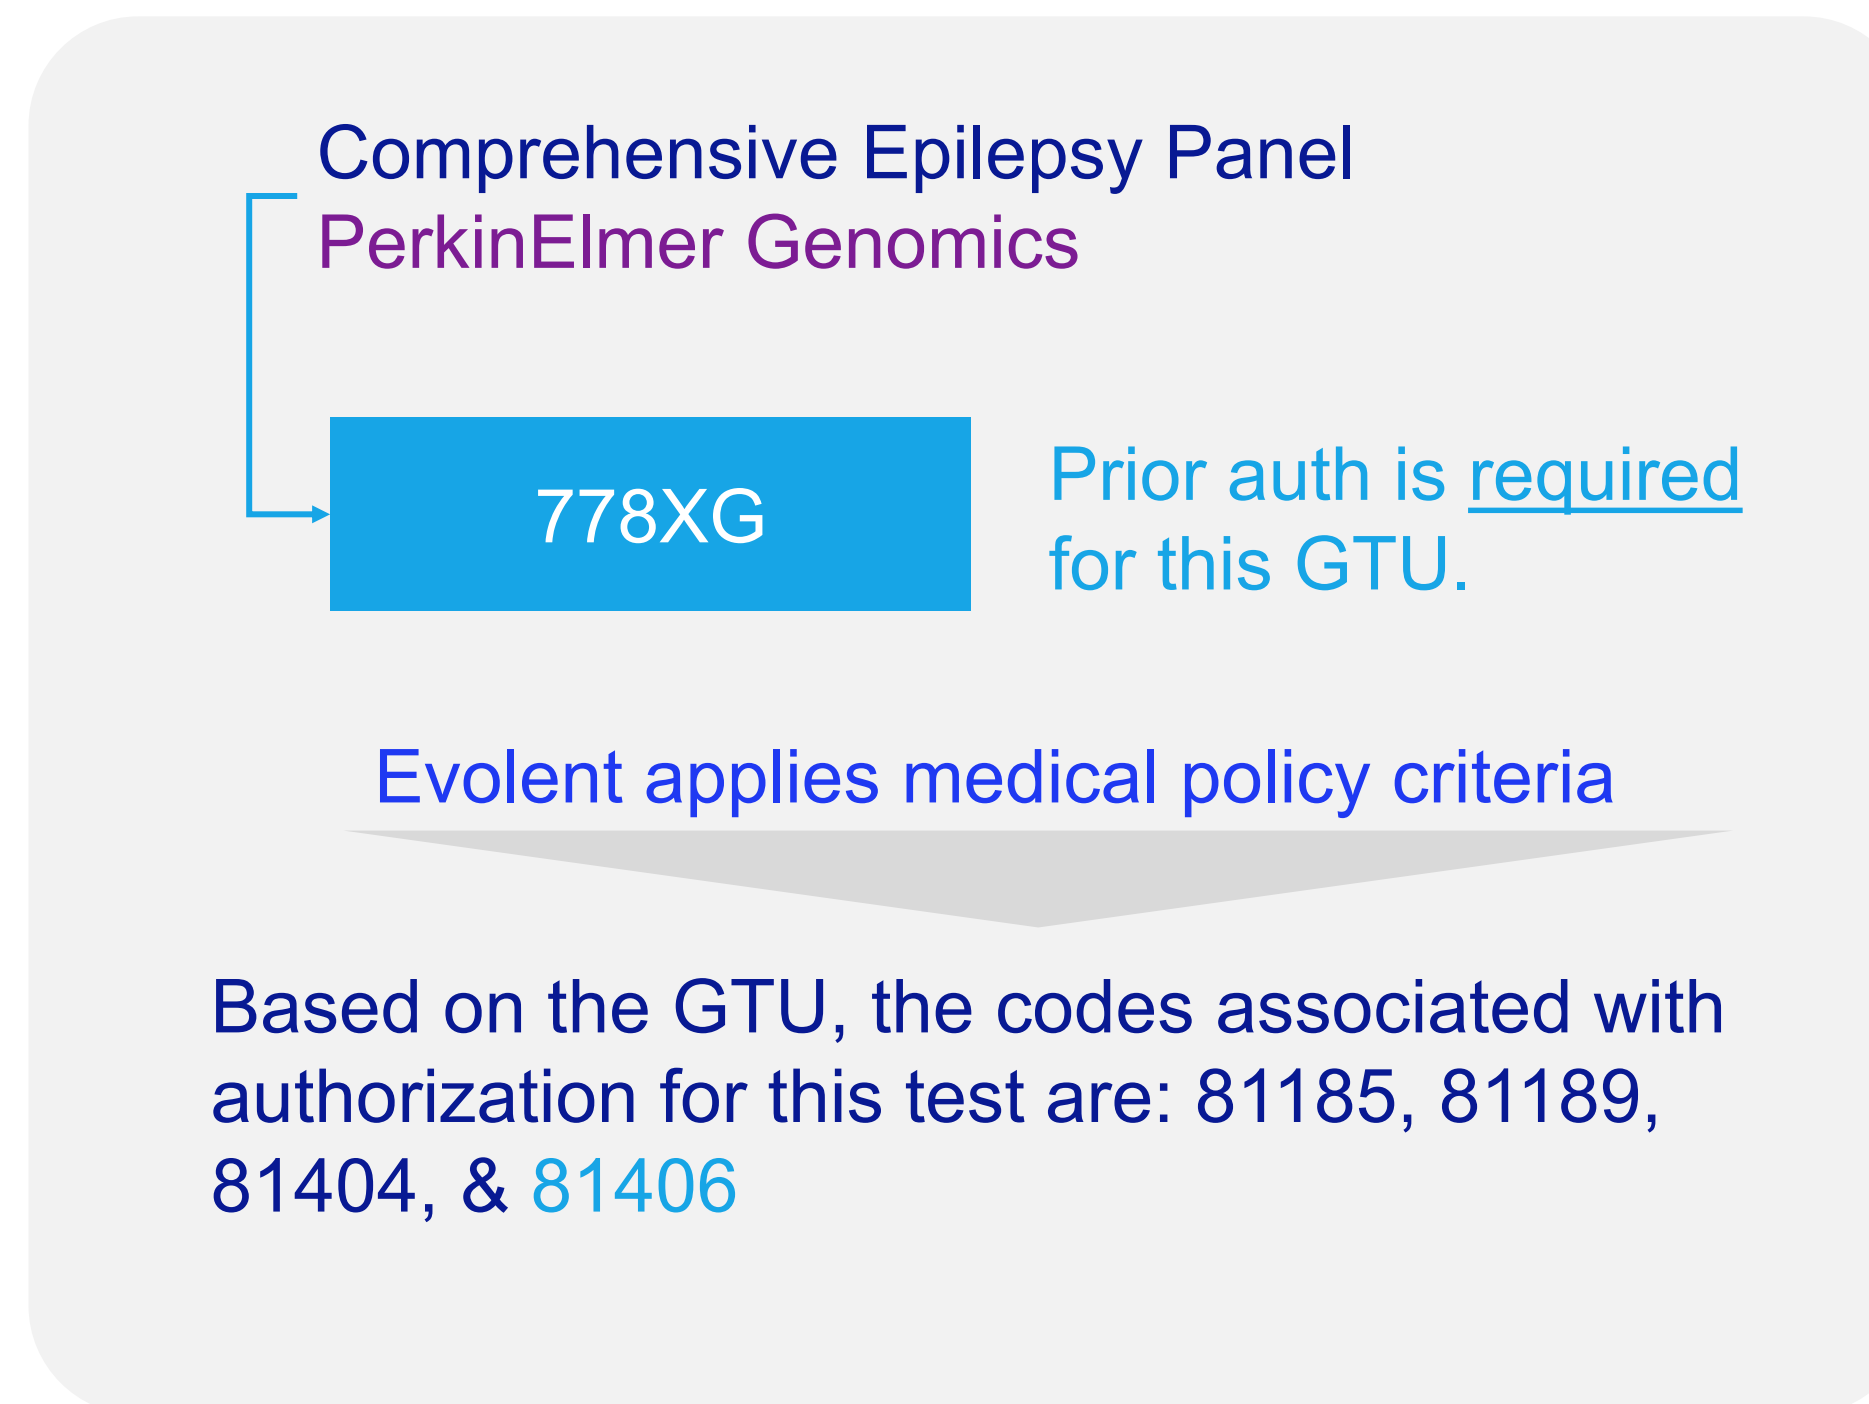 Comprehensive Epilepsy Panel
PerkinElmer Genomics
778XG
Prior auth is required
for this GTU.
Evolent applies medical policy criteria
Based on the GTU, the codes associated with
authorization for this test are: 81185, 81189,
81404, & 81406